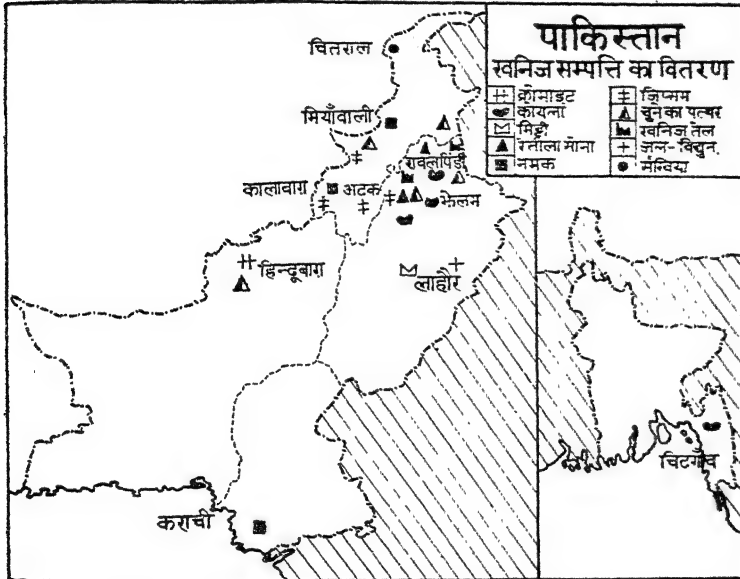 पाकिस्तान
खनिज सम्पत्ति का वितरण
क्रोमाइट
जिप्सम
कोयला
चूने का पत्थर
मिट्टी
खनिज तेल
जल-विद्युत
नमक
चितराल
मियाँवाली
रावलपिंडी
कालाबाग़
अटक
झेलम
हिन्दूबाग़
लाहौर
चिटगाँव
कराची